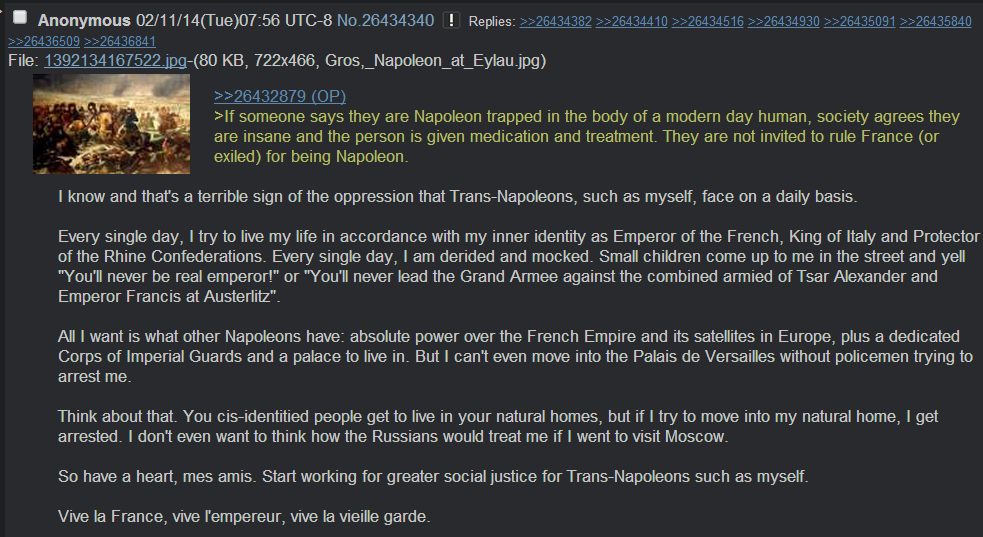 Anonymous 02/11/14(Tue)07:56 UTC-8 No.26434340 ! Replies: >>26434382 >>26434410 >>26434516 >>26434930 >>26435091 >>26435840
>>26436509 >>26436841
File: 1392134167522.jpg-(80 KB, 722x466, Gros,_Napoleon_at_Eylau.jpg)
>>26432879 (OP)
>If someone says they are Napoleon trapped in the body of a modern day human, society agrees they
are insane and the person is given medication and treatment. They are not invited to rule France (or
exiled) for being Napoleon.
I know and that's a terrible sign of the oppression that Trans-Napoleons, such as myself, face on a daily basis.
Every single day, I try to live my life in accordance with my inner identity as Emperor of the French, King of Italy and Protector
of the Rhine Confederations. Every single day, I am derided and mocked. Small children come up to me in the street and yell
"You'll never be real emperor!" or "You'll never lead the Grand Armee against the combined armied of Tsar Alexander and
Emperor Francis at Austerlitz".
All I want is what other Napoleons have: absolute power over the French Empire and its satellites in Europe, plus a dedicated
Corps of Imperial Guards and a palace to live in. But I can't even move into the Palais de Versailles without policemen trying to
arrest me.
Think about that. You cis-identitied people get to live in your natural homes, but if I try to move into my natural home, I get
arrested. I don't even want to think how the Russians would treat me if I went to visit Moscow.
So have a heart, mes amis. Start working for greater social justice for Trans-Napoleons such as myself.
Vive la France, vive l'empereur, vive la vieille garde.